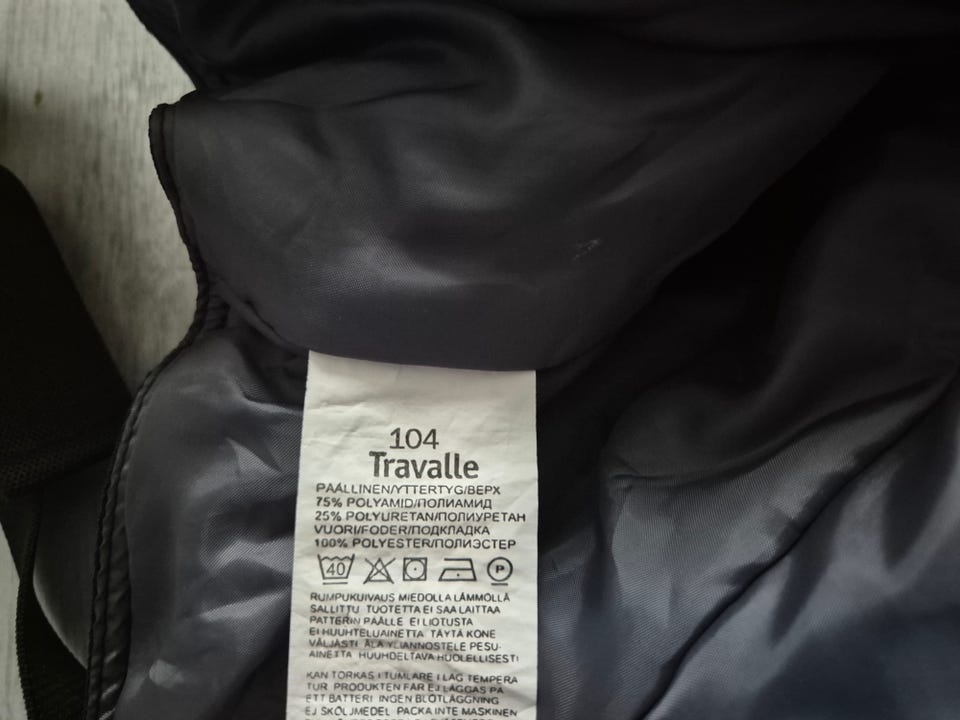 104
Travalle
PÄÄLLINEN/YTTERTYG/ВЕРХ
75% POLYAMID/ПОЛИАМИД
25% POLYURETAN/ПОЛИУРЕТАН
VUORI/FODER/ПОДКЛАДКА
100% POLYESTER/ПОЛИЭСТЕР
40 P
RUMPUKUIVAUS MIEDOLLA LÄMMÖLLÄ
SALLITTU TUOTETTA EI SAA LAITTAA
PATTERIN PÄÄLLE EI LIOTUSTA
EI HUUHTELUAINETTA TÄYTÄ KONE
VÄLJÄSTI ÄLÄ YLIANNOSTELE PESU-
AINETTA HUUHDELTAVA HUOLELLISESTI
KAN TORKAS I TUMLARE I LÅG TEMPERA
TUR PRODUKTEN FÅR EJ LÄGGAS PÅ
ETT BATTERI INGEN BLÖTLÄGGNING
EJ SKÖLJMEDEL PACKA INTE MASKINEN